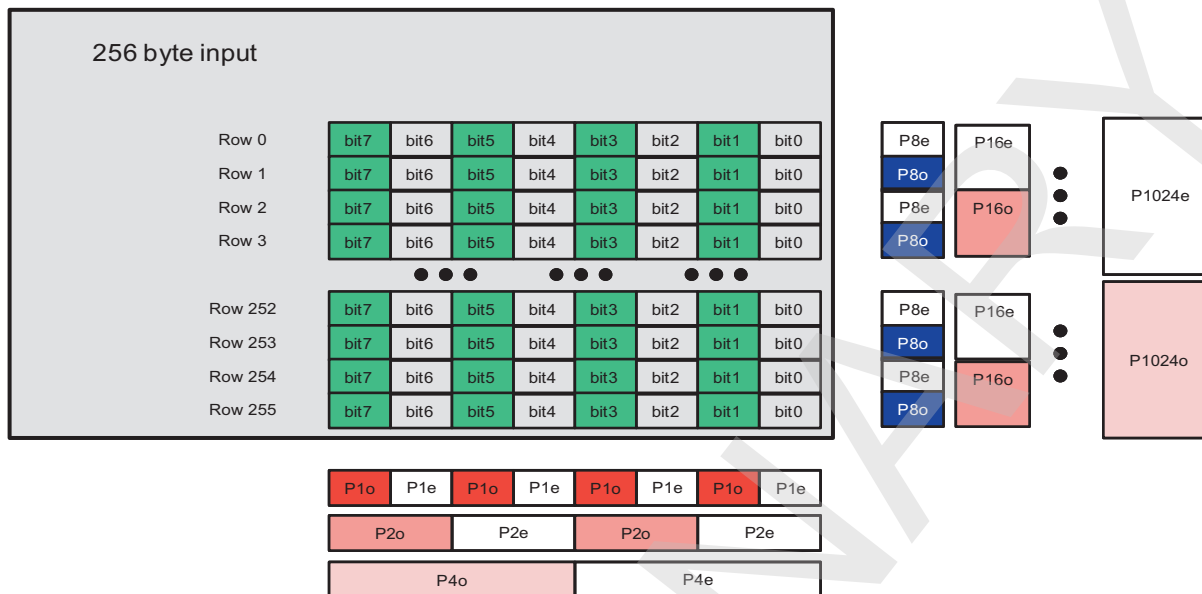 256 byte input
Row 0 bit7 bit6 bit5 bit4 bit3 bit2 bit1 bit0 P8e P16e
Row 1 bit7 bit6 bit5 bit4 bit3 bit2 bit1 bit0 P8o
P1024e
Row 2 bit7 bit6 bit5 bit4 bit3 bit2 bit1 bit0 P8e P16o
Row 3 bit7 bit6 bit5 bit4 bit3 bit2 bit1 bit0 P8o
Row 252 bit7 bit6 bit5 bit4 bit3 bit2 bit1 bit0 P8e P16e
Row 253 bit7 bit6 bit5 bit4 bit3 bit2 bit1 bit0 P8o
P1024o
Row 254 bit7 bit6 bit5 bit4 bit3 bit2 bit1 bit0 P8e P16o
Row 255 bit7 bit6 bit5 bit4 bit3 bit2 bit1 bit0 P8o
P1o P1e P1o P1e P1o P1e P1o P1e
P2o P2e P2o P2e
P4o P4e
NARY